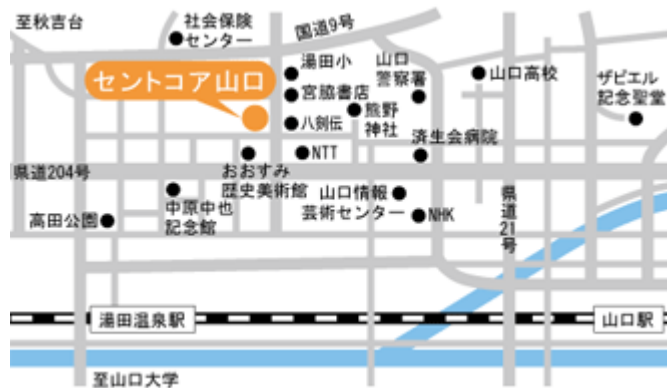 至秋吉台
社会保険
センター
国道9号
湯田小
山口
警察署
山口高校
ザビエル
記念聖堂
セントコア山口
宮脇書店
熊野
神社
八剣伝
済生会病院
NTT
県道204号
おおすみ
歴史美術館
山口情報
芸術センター
県道21号
高田公園
中原中也
記念館
NHK
湯田温泉駅
山口駅
至山口大学